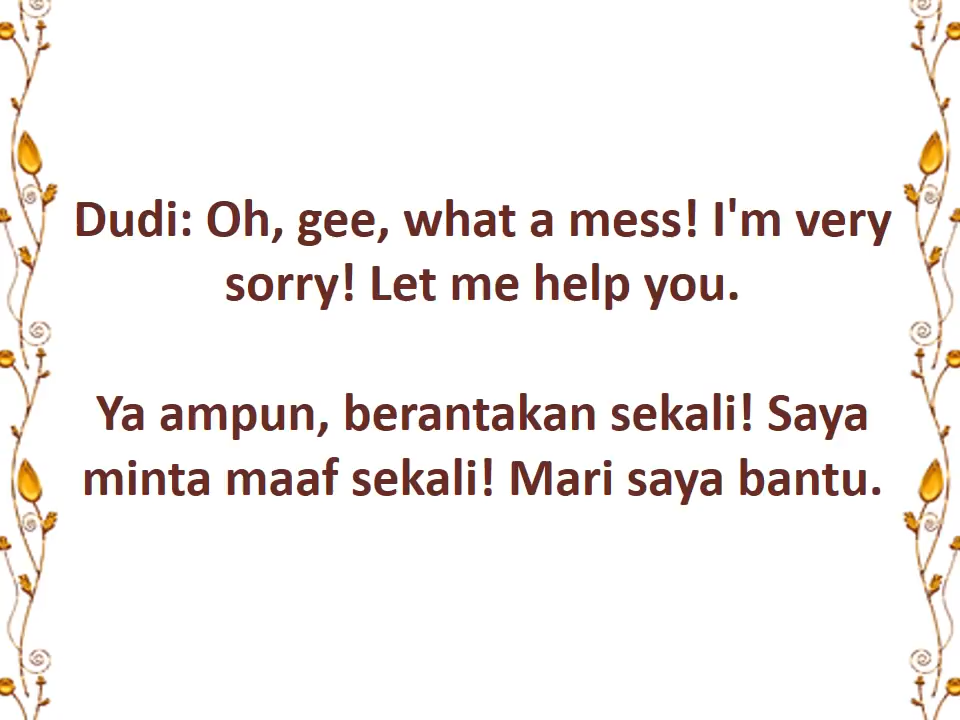 Dudi: Oh, gee, what a mess! I'm very
sorry! Let me help you.
Ya ampun, berantakan sekali! Saya
minta maaf sekali! Mari saya bantu.